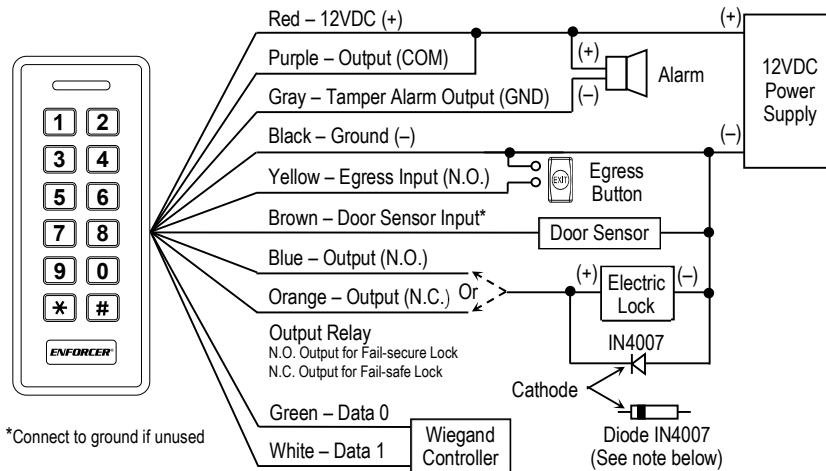 Red – 12VDC (+)
(+)
Purple – Output (COM)
(+)
Alarm
12VDC
Power
Supply
Gray – Tamper Alarm Output (GND)
(–)
Black – Ground (–)
(–)
Yellow – Egress Input (N.O.)
EXIT
Egress
Button
Brown – Door Sensor Input*
Door Sensor
Blue – Output (N.O.)
Orange – Output (N.C.)
Or
(+)
Electric
Lock
(–)
Output Relay
N.O. Output for Fail-secure Lock
N.C. Output for Fail-safe Lock
IN4007
Cathode
Diode IN4007
(See note below)
Green – Data 0
White – Data 1
Wiegand
Controller
1 2
3 4
5 6
7 8
9 0
* #
ENFORCER®
*Connect to ground if unused